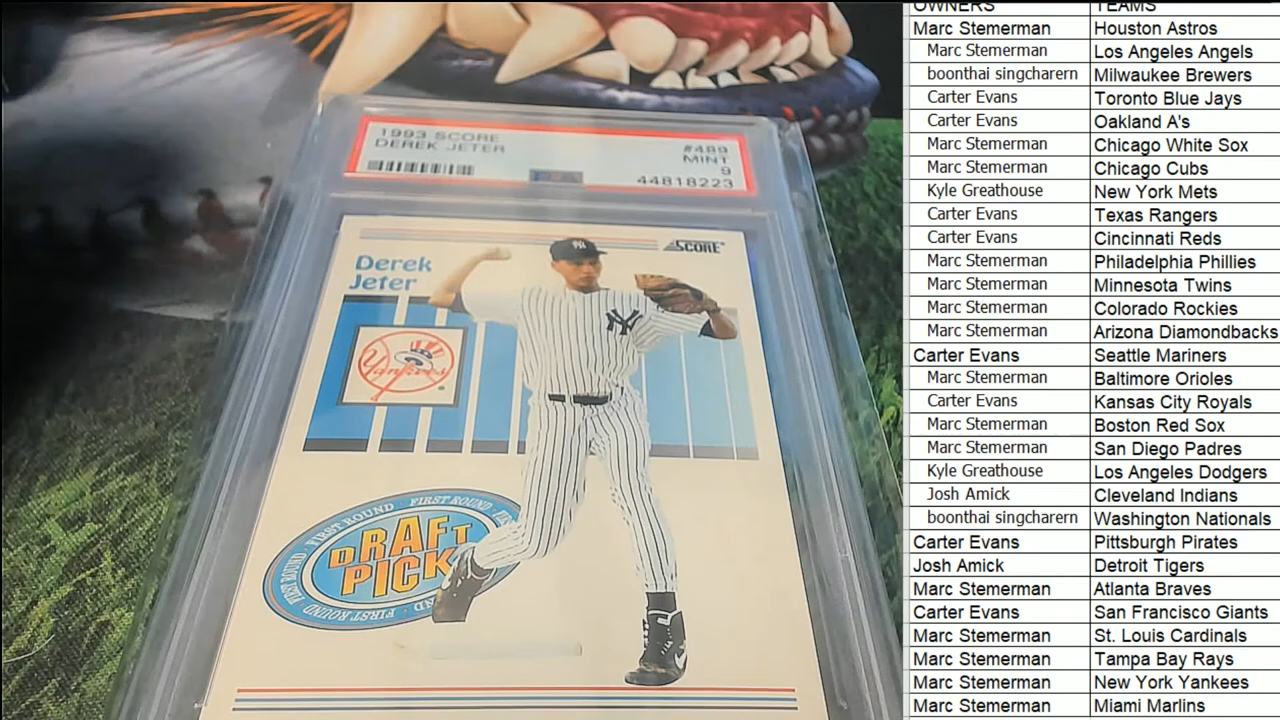 1993 SCORE
DEREK JETER
#489
MINT
9
44818223
SCORE
Derek
Jeter
NY
Yankees
FIRST ROUND FIRST ROUND FIRST ROUND FIRST ROUND
DRAFT
PICK
OWNERS TEAMS
Marc Stemerman Houston Astros
Marc Stemerman Los Angeles Angels
boonthai singcharern Milwaukee Brewers
Carter Evans Toronto Blue Jays
Carter Evans Oakland A's
Marc Stemerman Chicago White Sox
Marc Stemerman Chicago Cubs
Kyle Greathouse New York Mets
Carter Evans Texas Rangers
Carter Evans Cincinnati Reds
Marc Stemerman Philadelphia Phillies
Marc Stemerman Minnesota Twins
Marc Stemerman Colorado Rockies
Marc Stemerman Arizona Diamondbacks
Carter Evans Seattle Mariners
Marc Stemerman Baltimore Orioles
Carter Evans Kansas City Royals
Marc Stemerman Boston Red Sox
Marc Stemerman San Diego Padres
Kyle Greathouse Los Angeles Dodgers
Josh Amick Cleveland Indians
boonthai singcharern Washington Nationals
Carter Evans Pittsburgh Pirates
Josh Amick Detroit Tigers
Marc Stemerman Atlanta Braves
Carter Evans San Francisco Giants
Marc Stemerman St. Louis Cardinals
Marc Stemerman Tampa Bay Rays
Marc Stemerman New York Yankees
Marc Stemerman Miami Marlins